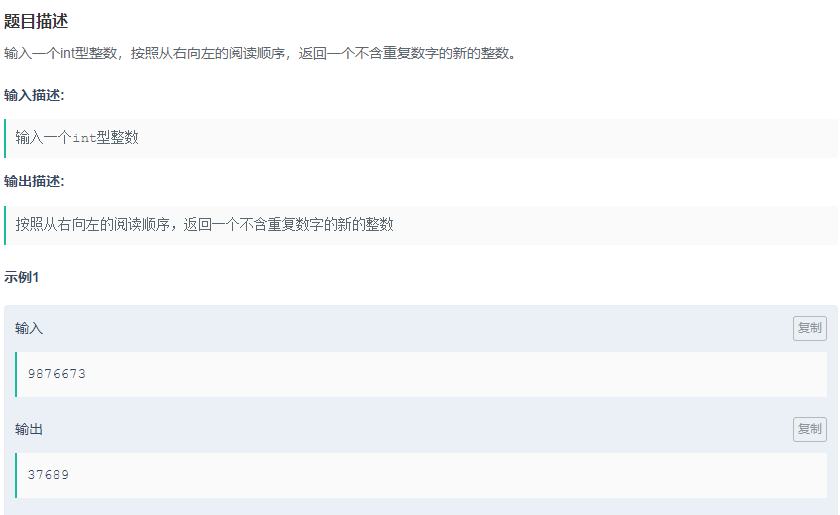 题目描述
输入一个int型整数，按照从右向左的阅读顺序，返回一个不含重复数字的新的整数。
输入描述:
输入一个int型整数
输出描述:
按照从右向左的阅读顺序，返回一个不含重复数字的新的整数
示例1
输入
复制
9876673
输出
复制
37689